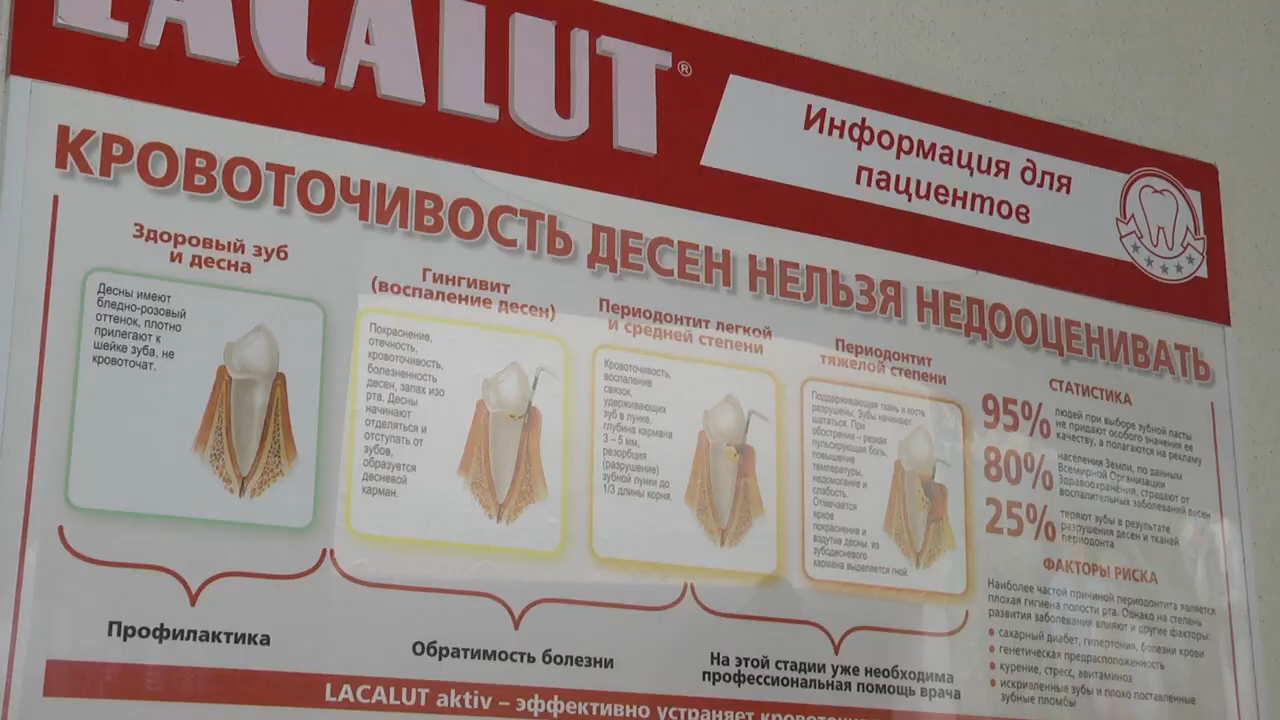 LACALUT®
Информация для
пациентов
КРОВОТОЧИВОСТЬ ДЕСЕН НЕЛЬЗЯ НЕДООЦЕНИВАТЬ
Здоровый зуб
и десна
Десны имеют
бледно-розовый
оттенок, плотно
прилегают к
шейке зуба, не
кровоточат.
Гингивит
(воспаление десен)
Покраснение,
отечность,
кровоточивость,
болезненность
десен, запах изо
рта. Десны
начинают
отделяться и
отступать от
зубов,
образуется
десневой
карман.
Периодонтит легкой
и средней степени
Кровоточивость,
воспаление
связок,
удерживающих
зуб в лунке,
глубина кармана
3 – 5 мм,
резорбция
(разрушение)
зубной лунки до
1/3 длины корня.
Периодонтит
тяжелой степени
Поддерживающая ткань и кость
разрушены. Зубы начинают
шататься. При
обострении – резкая
пульсирующая боль,
повышение
температуры,
недомогание и
слабость.
Отмечается
яркое
покраснение и
вздутие десны, из
зубодесневого
кармана выделяется гной.
СТАТИСТИКА
95% людей при выборе зубной пасты
не придают особого значения ее
качеству, а полагаются на рекламу
80% населения Земли, по данным
Всемирной Организации
Здравоохранения, страдают от
воспалительных заболеваний десен
25% теряют зубы в результате
разрушения десен и тканей
периодонта
ФАКТОРЫ РИСКА
Наиболее частой причиной периодонтита является
плохая гигиена полости рта. Однако на степень
развития заболевания влияют и другие факторы:
• сахарный диабет, гипертония, болезни крови
• генетическая предрасположенность
• курение, стресс, авитаминоз
• искривленные зубы и плохо поставленные
зубные пломбы
Профилактика
Обратимость болезни
На этой стадии уже необходима
профессиональная помощь врача
LACALUT aktiv – эффективно устраняет